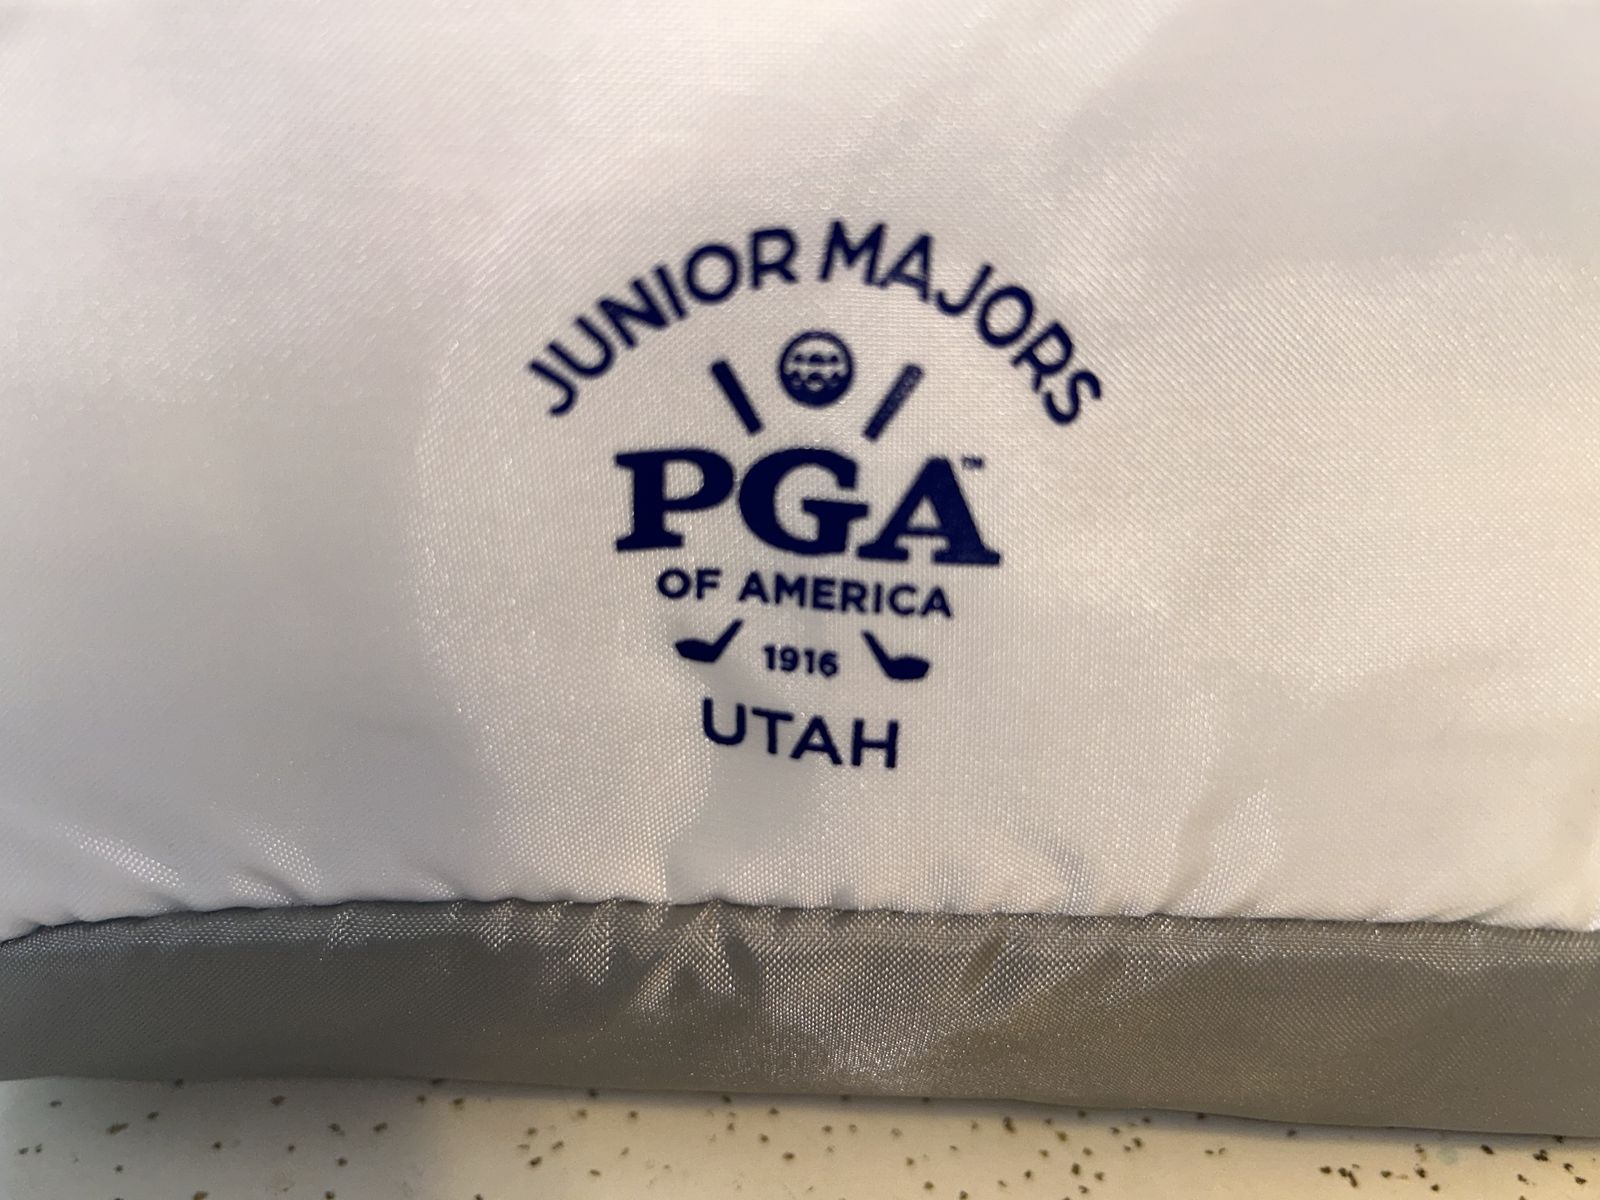 JUNIOR MAJORS
PGA™
OF AMERICA
1916
UTAH